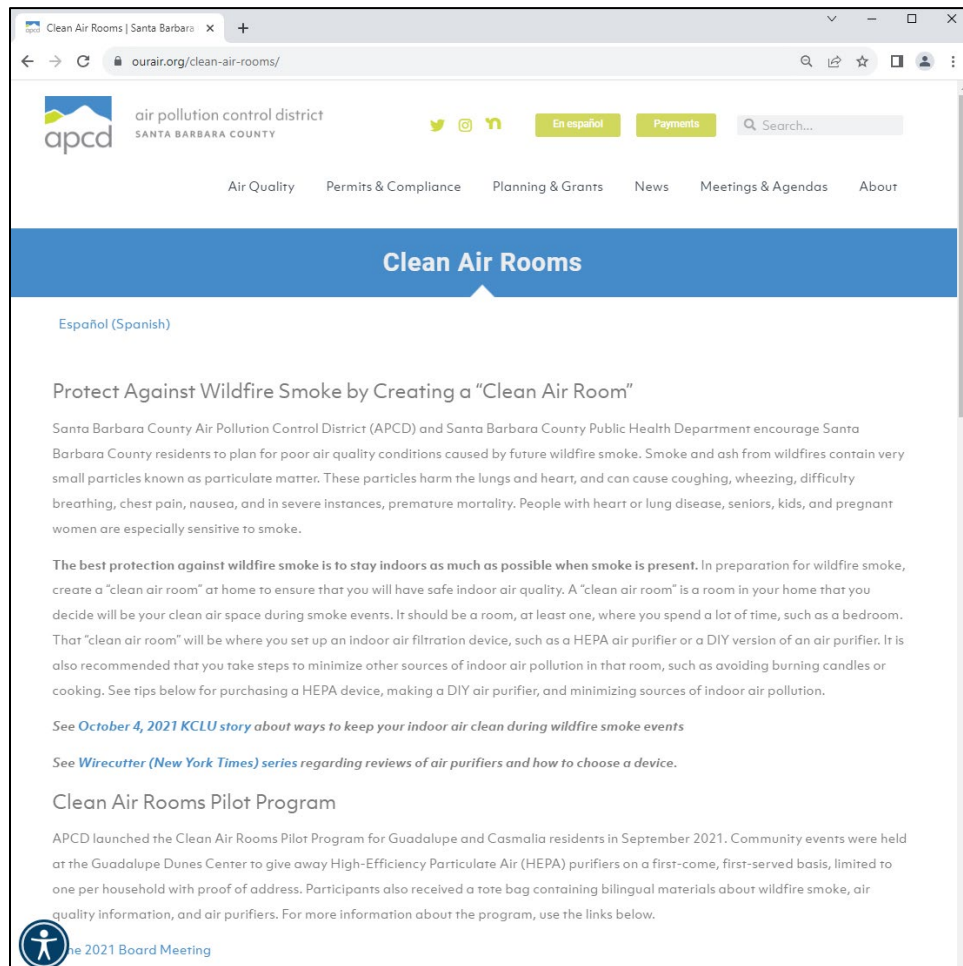 Clean Air Rooms | Santa Barbara
ourair.org/clean-air-rooms/
apcd
air pollution control district
SANTA BARBARA COUNTY
En español
Payments
Search...
Air Quality
Permits & Compliance
Planning & Grants
News
Meetings & Agendas
About
Clean Air Rooms
Español (Spanish)
Protect Against Wildfire Smoke by Creating a “Clean Air Room”
Santa Barbara County Air Pollution Control District (APCD) and Santa Barbara County Public Health Department encourage Santa
Barbara County residents to plan for poor air quality conditions caused by future wildfire smoke. Smoke and ash from wildfires contain very
small particles known as particulate matter. These particles harm the lungs and heart, and can cause coughing, wheezing, difficulty
breathing, chest pain, nausea, and in severe instances, premature mortality. People with heart or lung disease, seniors, kids, and pregnant
women are especially sensitive to smoke.
The best protection against wildfire smoke is to stay indoors as much as possible when smoke is present. In preparation for wildfire smoke,
create a “clean air room” at home to ensure that you will have safe indoor air quality. A “clean air room” is a room in your home that you
decide will be your clean air space during smoke events. It should be a room, at least one, where you spend a lot of time, such as a bedroom.
That “clean air room” will be where you set up an indoor air filtration device, such as a HEPA air purifier or a DIY version of an air purifier. It is
also recommended that you take steps to minimize other sources of indoor air pollution in that room, such as avoiding burning candles or
cooking. See tips below for purchasing a HEPA device, making a DIY air purifier, and minimizing sources of indoor air pollution.
See October 4, 2021 KCLU story about ways to keep your indoor air clean during wildfire smoke events
See Wirecutter (New York Times) series regarding reviews of air purifiers and how to choose a device.
Clean Air Rooms Pilot Program
APCD launched the Clean Air Rooms Pilot Program for Guadalupe and Casmalia residents in September 2021. Community events were held
at the Guadalupe Dunes Center to give away High-Efficiency Particulate Air (HEPA) purifiers on a first-come, first-served basis, limited to
one per household with proof of address. Participants also received a tote bag containing bilingual materials about wildfire smoke, air
quality information, and air purifiers. For more information about the program, use the links below.
2021 Board Meeting